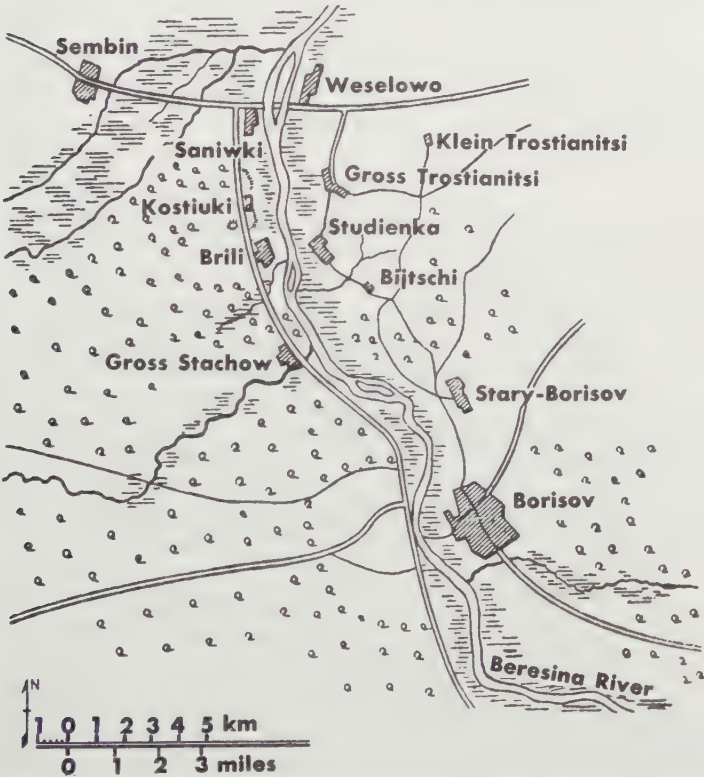 Sembin
Weselowo
Klein Trostianitsi
Saniwki
Gross Trostianitsi
Kostiuki
Studienka
Brili
Bijtschi
Gross Stachow
Stary-Borisov
Borisov
Beresina River
N
1 0 1 2 3 4 5 km
0 1 2 3 miles